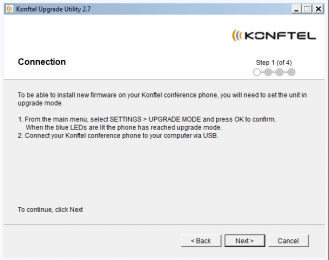 Konftel Upgrade Utility 2.7
KONFTEL
Connection
Step 1 (of 4)
To be able to install new firmware on your Konftel conference phone, you will need to set the unit in
upgrade mode.
1. From the main menu, select SETTINGS > UPGRADE MODE and press OK to confirm.
When the blue LEDs are lit the phone has reached upgrade mode.
2. Connect your Konftel conference phone to your computer via USB.
To continue, click Next
< Back
Next >
Cancel